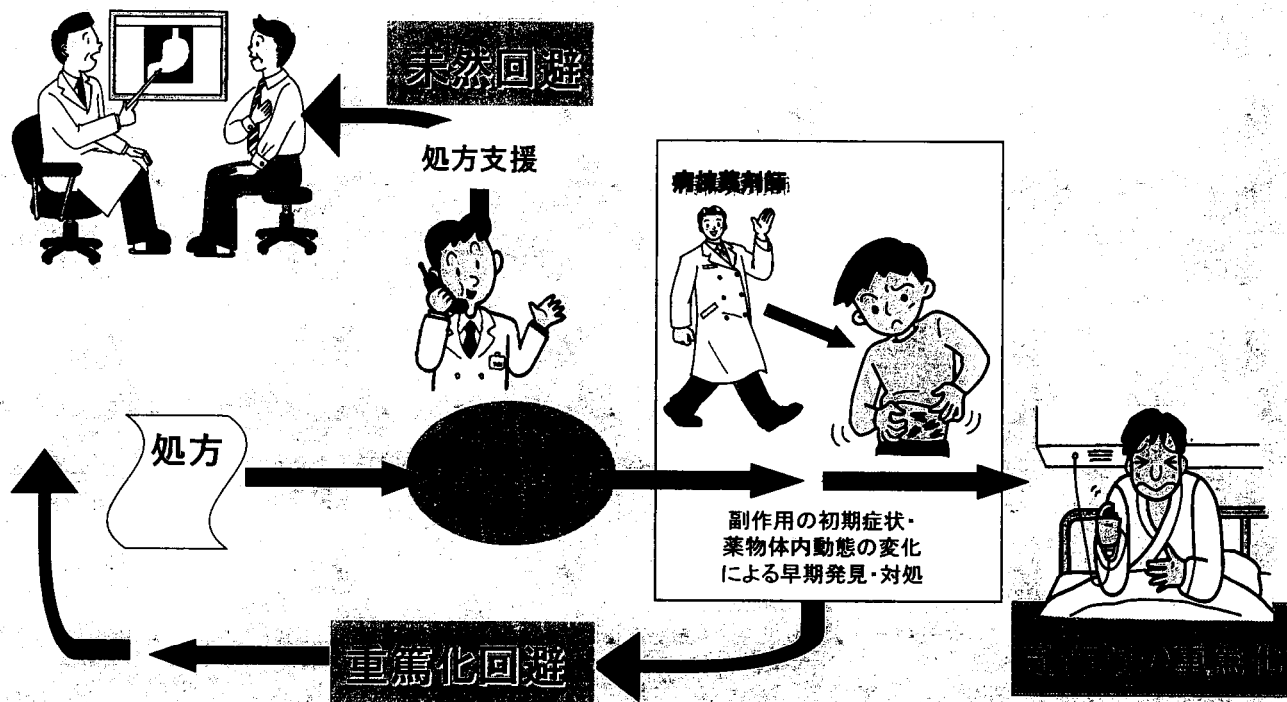 未然回避
処方支援
病棟薬剤師
処方
副作用の初期症状・
薬物体内動態の変化
による早期発見・対処
重篤化回避